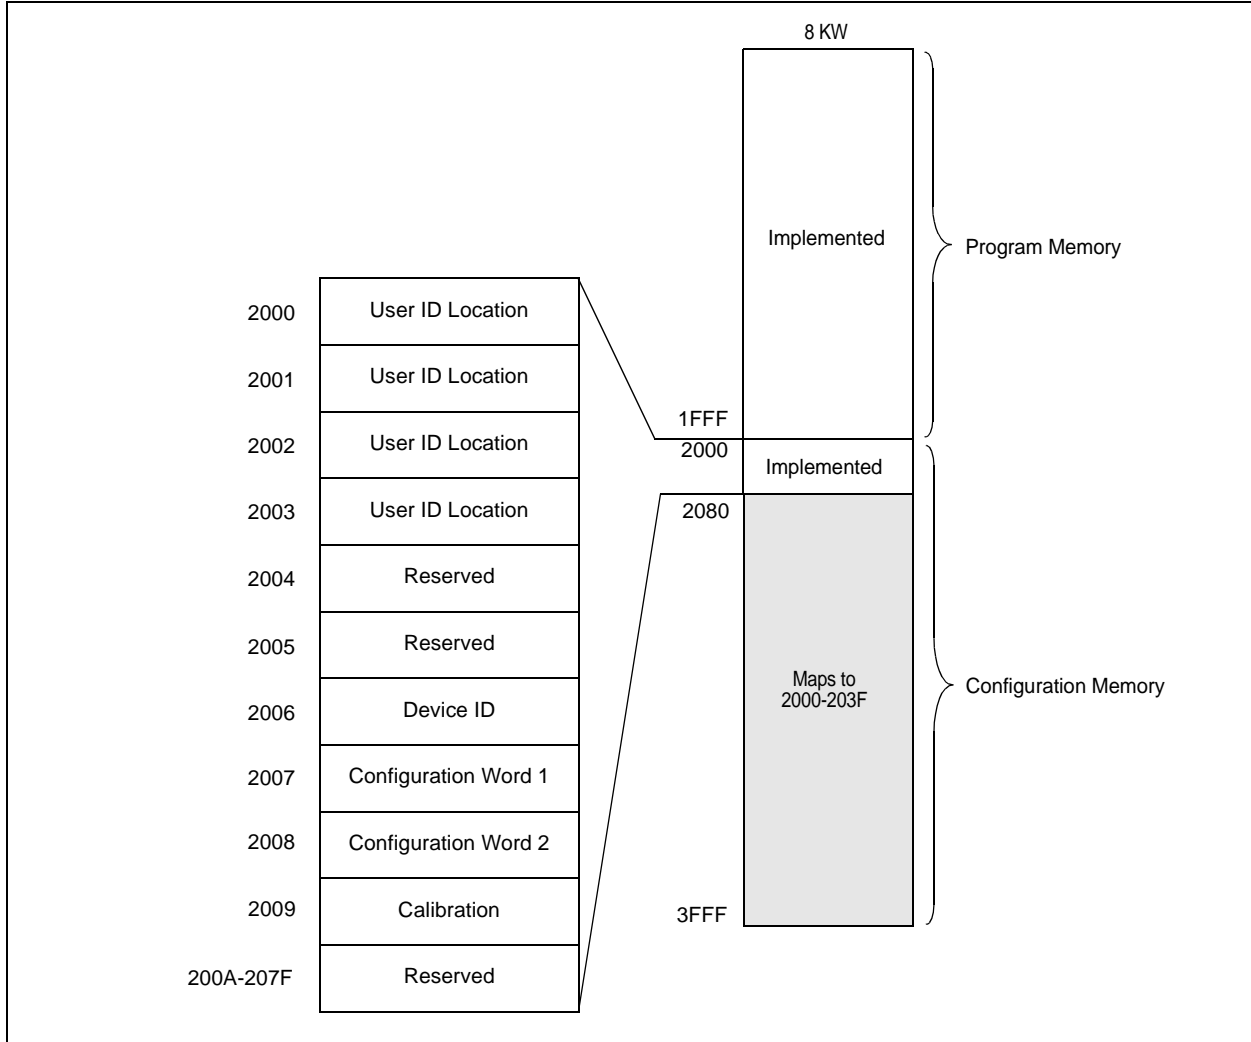 8 KW
Implemented
Program Memory
2000 User ID Location
2001 User ID Location
2002 User ID Location
2003 User ID Location
2004 Reserved
2005 Reserved
2006 Device ID
2007 Configuration Word 1
2008 Configuration Word 2
2009 Calibration
200A-207F Reserved
1FFF
2000
Implemented
2080
Maps to
2000-203F
Configuration Memory
3FFF